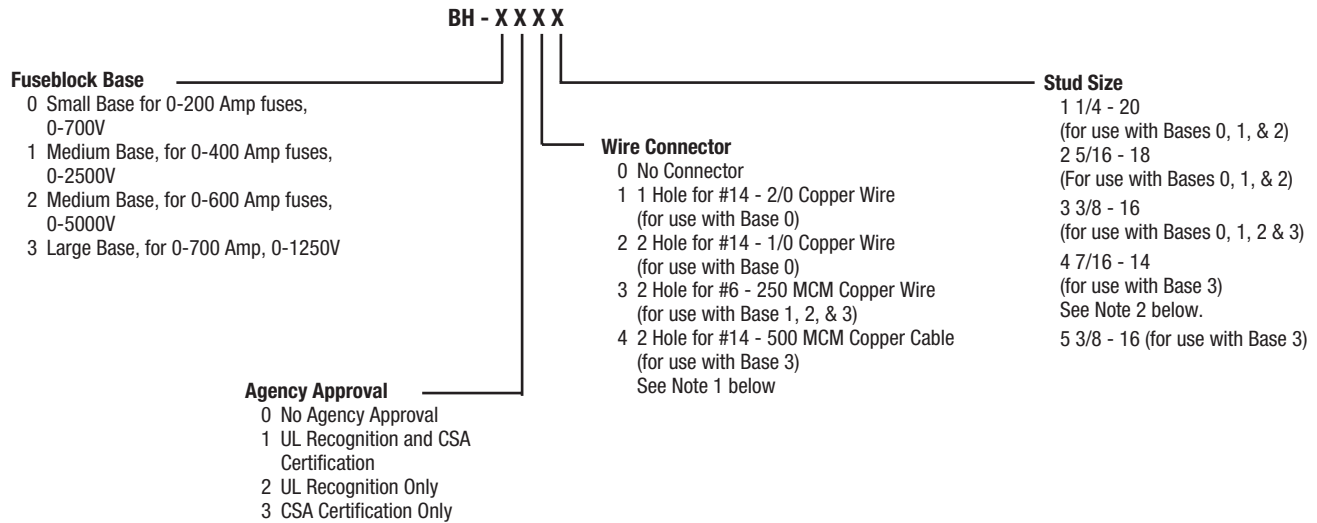 BH - X X X X
Fuseblock Base
0 Small Base for 0-200 Amp fuses,
0-700V
1 Medium Base, for 0-400 Amp fuses,
0-2500V
2 Medium Base, for 0-600 Amp fuses,
0-5000V
3 Large Base, for 0-700 Amp, 0-1250V
Agency Approval
0 No Agency Approval
1 UL Recognition and CSA
Certification
2 UL Recognition Only
3 CSA Certification Only
Wire Connector
0 No Connector
1 1 Hole for #14 - 2/0 Copper Wire
(for use with Base 0)
2 2 Hole for #14 - 1/0 Copper Wire
(for use with Base 0)
3 2 Hole for #6 - 250 MCM Copper Wire
(for use with Base 1, 2, & 3)
4 2 Hole for #14 - 500 MCM Copper Cable
(for use with Base 3)
See Note 1 below
Stud Size
1 1/4 - 20
(for use with Bases 0, 1, & 2)
2 5/16 - 18
(For use with Bases 0, 1, & 2)
3 3/8 - 16
(for use with Bases 0, 1, 2 & 3)
4 7/16 - 14
(for use with Base 3)
See Note 2 below.
5 3/8 - 16 (for use with Base 3)